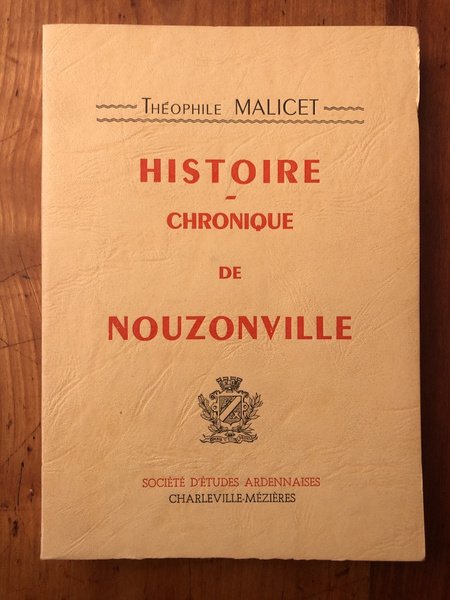 THÉOPHILE MALICET
HISTOIRE
-
CHRONIQUE
DE
NOUZONVILLE
SOCIÉTÉ D'ÉTUDES ARDENNAISES
CHARLEVILLE-MÉZIÈRES